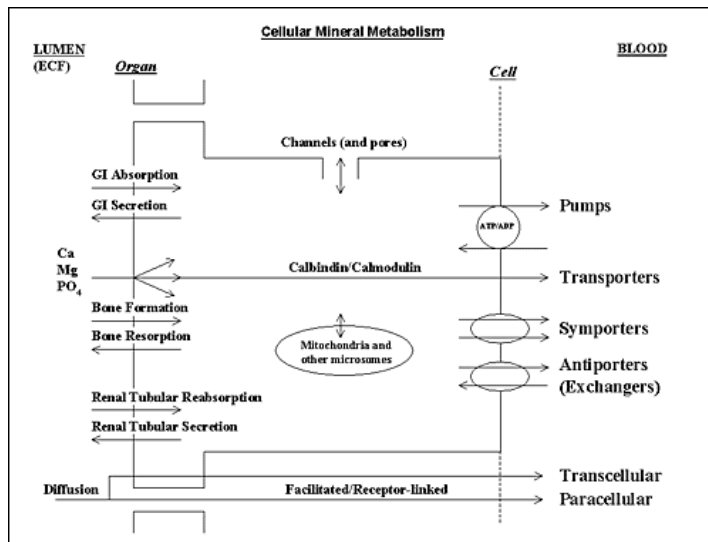 Cellular Mineral Metabolism
LUMEN
(ECF)
Organ
Cell
BLOOD
Channels (and pores)
GI Absorption
GI Secretion
Pumps
ATP/ADP
Ca
Mg
PO₄
Calbindin/Calmodulin
Transporters
Bone Formation
Bone Resorption
Mitochondria and
other microsomes
Symporters
Antiporters
(Exchangers)
Renal Tubular Reabsorption
Renal Tubular Secretion
Transcellular
Diffusion
Facilitated/Receptor-linked
Paracellular